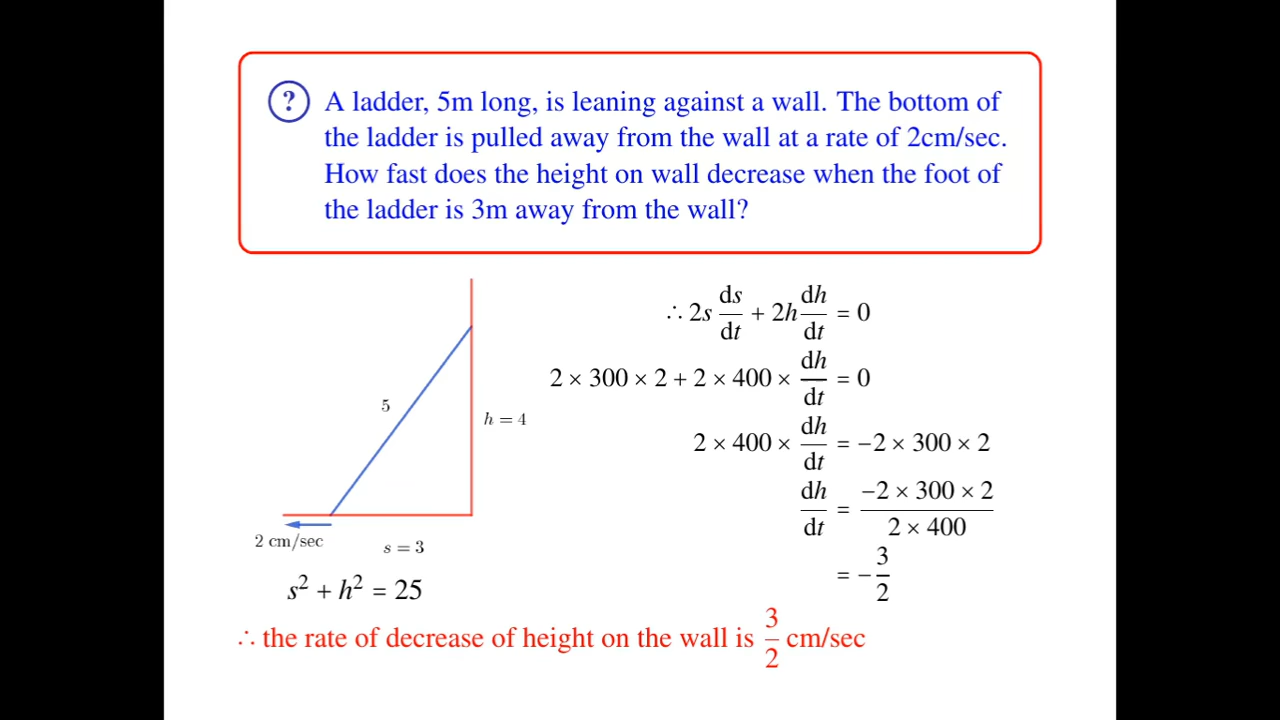 ? A ladder, 5m long, is leaning against a wall. The bottom of
the ladder is pulled away from the wall at a rate of 2cm/sec.
How fast does the height on wall decrease when the foot of
the ladder is 3m away from the wall?
∴ 2s ds/dt + 2h dh/dt = 0
2 × 300 × 2 + 2 × 400 × dh/dt = 0
5
h = 4
2 × 400 × dh/dt = −2 × 300 × 2
dh/dt = −2 × 300 × 2 / 2 × 400
2 cm/sec
s = 3
= −3/2
s² + h² = 25
∴ the rate of decrease of height on the wall is 3/2 cm/sec